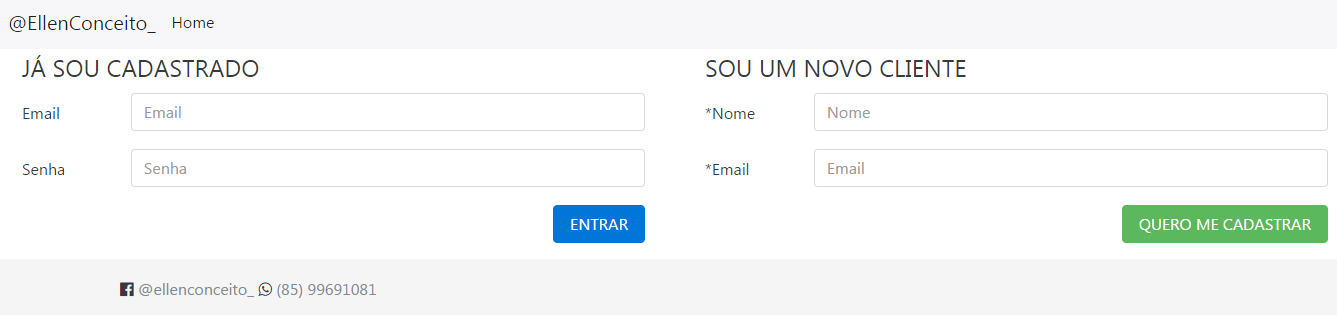 @EllenConceito_ Home
JÁ SOU CADASTRADO
Email Email
Senha Senha
ENTRAR
SOU UM NOVO CLIENTE
*Nome Nome
*Email Email
QUERO ME CADASTRAR
@ellenconceito_ (85) 99691081